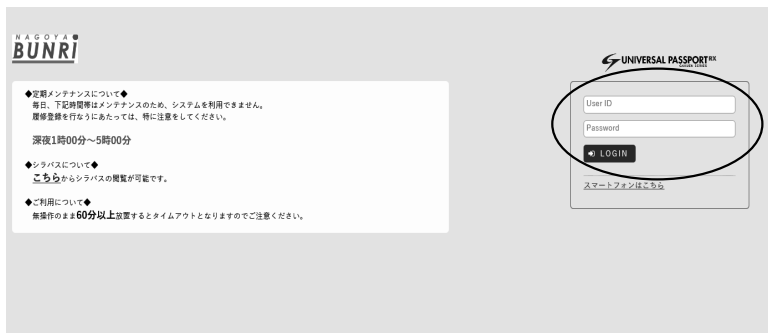 NAGOYA
BUNRI
◆定期メンテナンスについて◆
毎日、下記時間帯はメンテナンスのため、システムを利用できません。
履修登録を行なうにあたっては、特に注意をしてください。
深夜1時00分～5時00分
◆シラバスについて◆
こちらからシラバスの閲覧が可能です。
◆ご利用について◆
無操作のまま60分以上放置するとタイムアウトとなりますのでご注意ください。
UNIVERSAL PASSPORT RX
GAKUEN SERIES
User ID
Password
LOGIN
スマートフォンはこちら